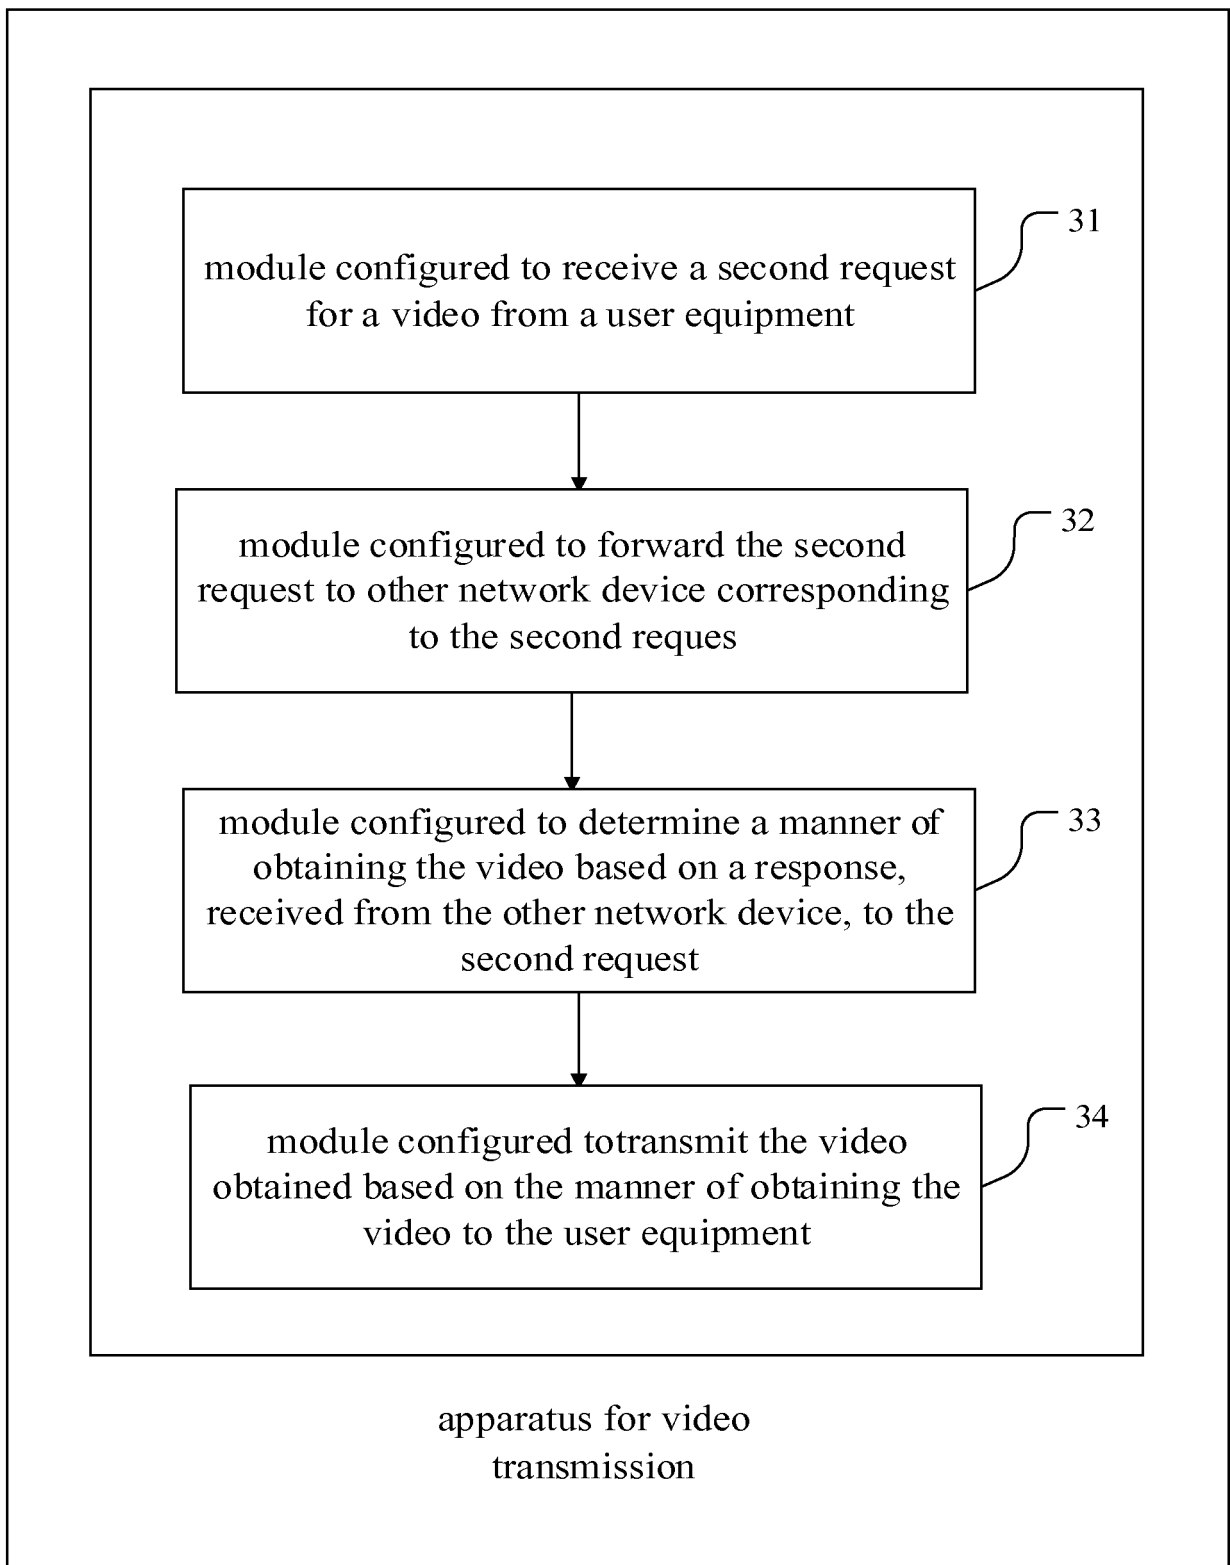 module configured to receive a second request
for a video from a user equipment
31
module configured to forward the second
request to other network device corresponding
to the second reques
32
module configured to determine a manner of
obtaining the video based on a response,
received from the other network device, to the
second request
33
module configured totransmit the video
obtained based on the manner of obtaining the
video to the user equipment
34
apparatus for video
transmission